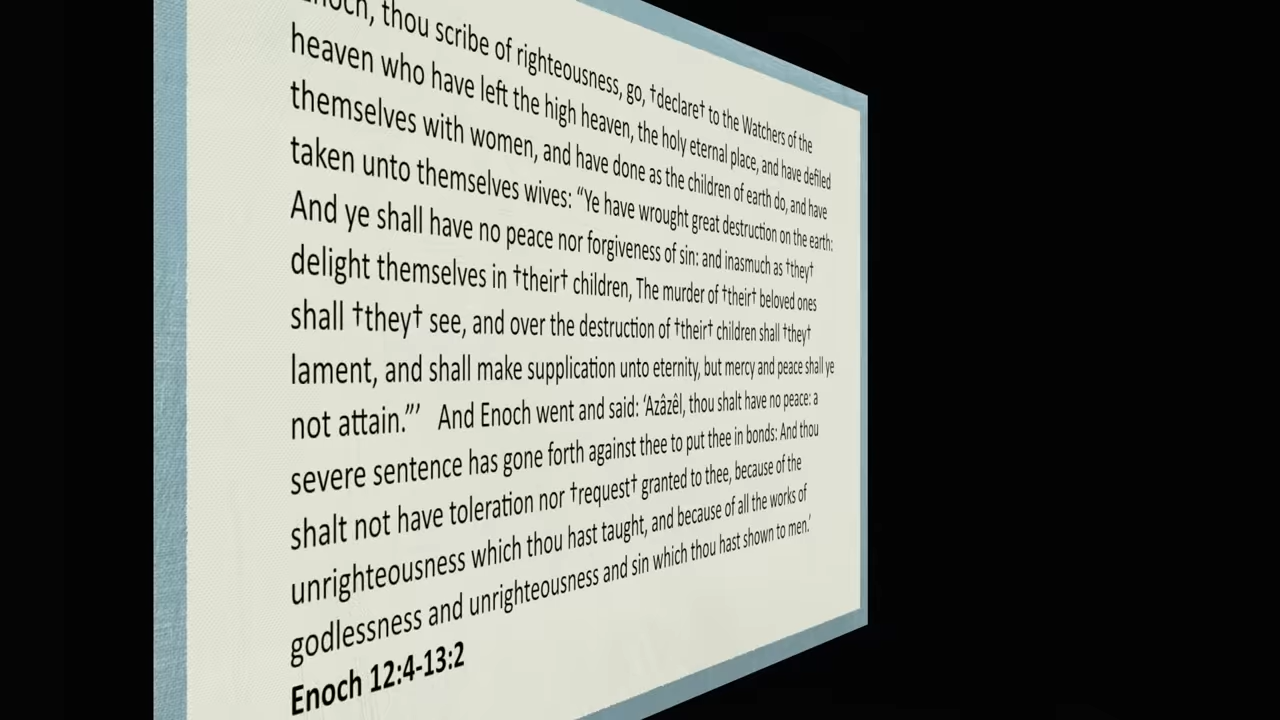 Enoch, thou scribe of righteousness, go, †declare† to the Watchers of the
heaven who have left the high heaven, the holy eternal place, and have defiled
themselves with women, and have done as the children of earth do, and have
taken unto themselves wives: “Ye have wrought great destruction on the earth:
And ye shall have no peace nor forgiveness of sin: and inasmuch as †they†
delight themselves in †their† children, The murder of †their† beloved ones
shall †they† see, and over the destruction of †their† children shall †they†
lament, and shall make supplication unto eternity, but mercy and peace shall ye
not attain.”’ And Enoch went and said: ‘Azâzêl, thou shalt have no peace: a
severe sentence has gone forth against thee to put thee in bonds: And thou
shalt not have toleration nor †request† granted to thee, because of the
unrighteousness which thou hast taught, and because of all the works of
godlessness and unrighteousness and sin which thou hast shown to men.’
Enoch 12:4-13:2